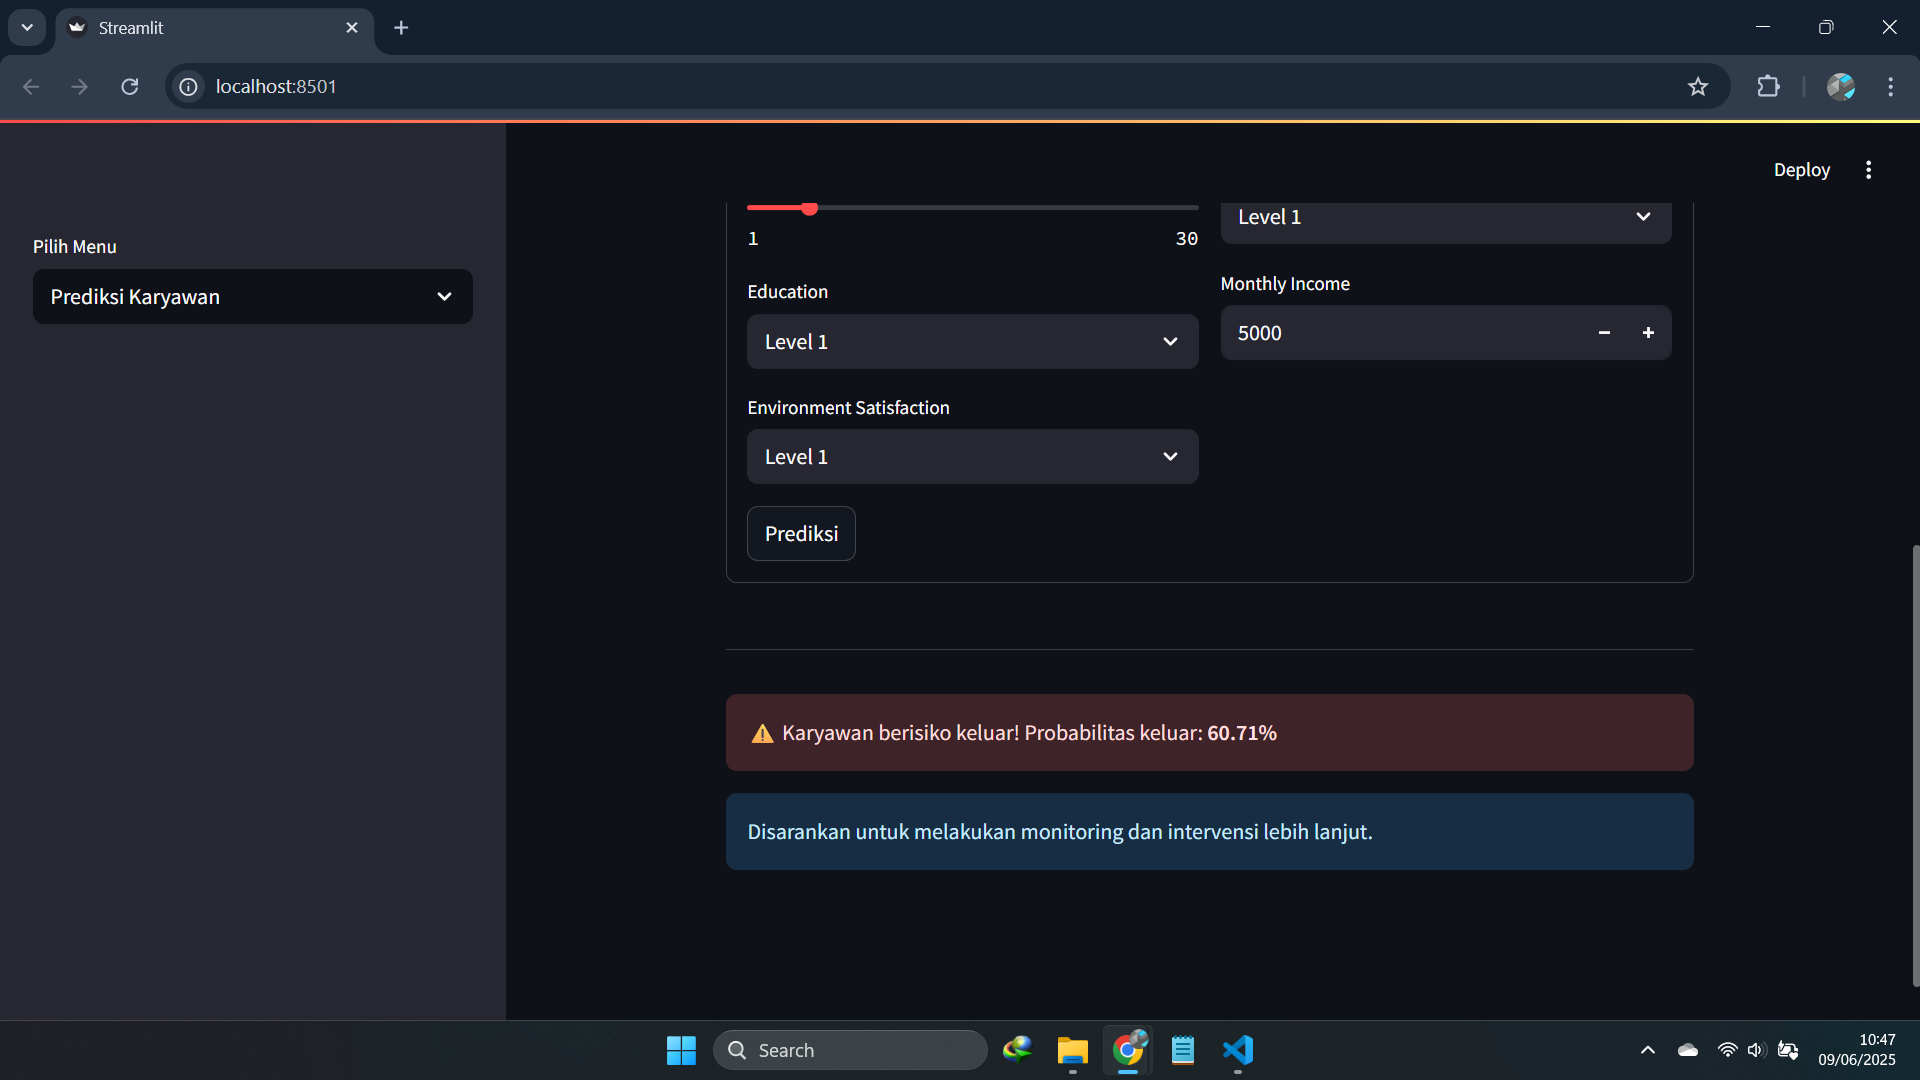 Streamlit
localhost:8501
Deploy
Pilih Menu
Prediksi Karyawan
1
30
Level 1
Education
Level 1
Monthly Income
5000
Environment Satisfaction
Level 1
Prediksi
Karyawan berisiko keluar! Probabilitas keluar: 60.71%
Disarankan untuk melakukan monitoring dan intervensi lebih lanjut.
Search
10:47
09/06/2025